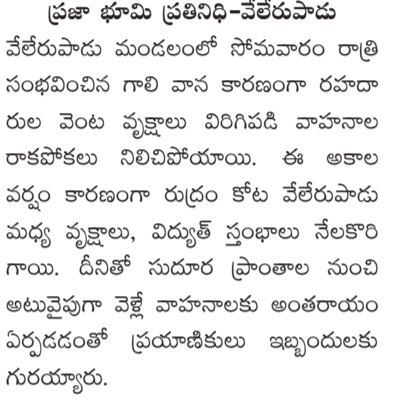 ప్రజా భూమి ప్రతినిధి-వేలేరుపాడు
వేలేరుపాడు మండలంలో సోమవారం రాత్రి
సంభవించిన గాలి వాన కారణంగా రహదా
రుల వెంట వృక్షాలు విరిగిపడి వాహనాల
రాకపోకలు నిలిచిపోయాయి. ఈ అకాల
వర్షం కారణంగా రుద్రం కోట వేలేరుపాడు
మధ్య వృక్షాలు, విద్యుత్ స్తంభాలు నేలకొరి
గాయి. దీనితో సుదూర ప్రాంతాల నుంచి
అటువైపుగా వెళ్లే వాహనాలకు అంతరాయం
ఏర్పడడంతో ప్రయాణికులు ఇబ్బందులకు
గురయ్యారు.